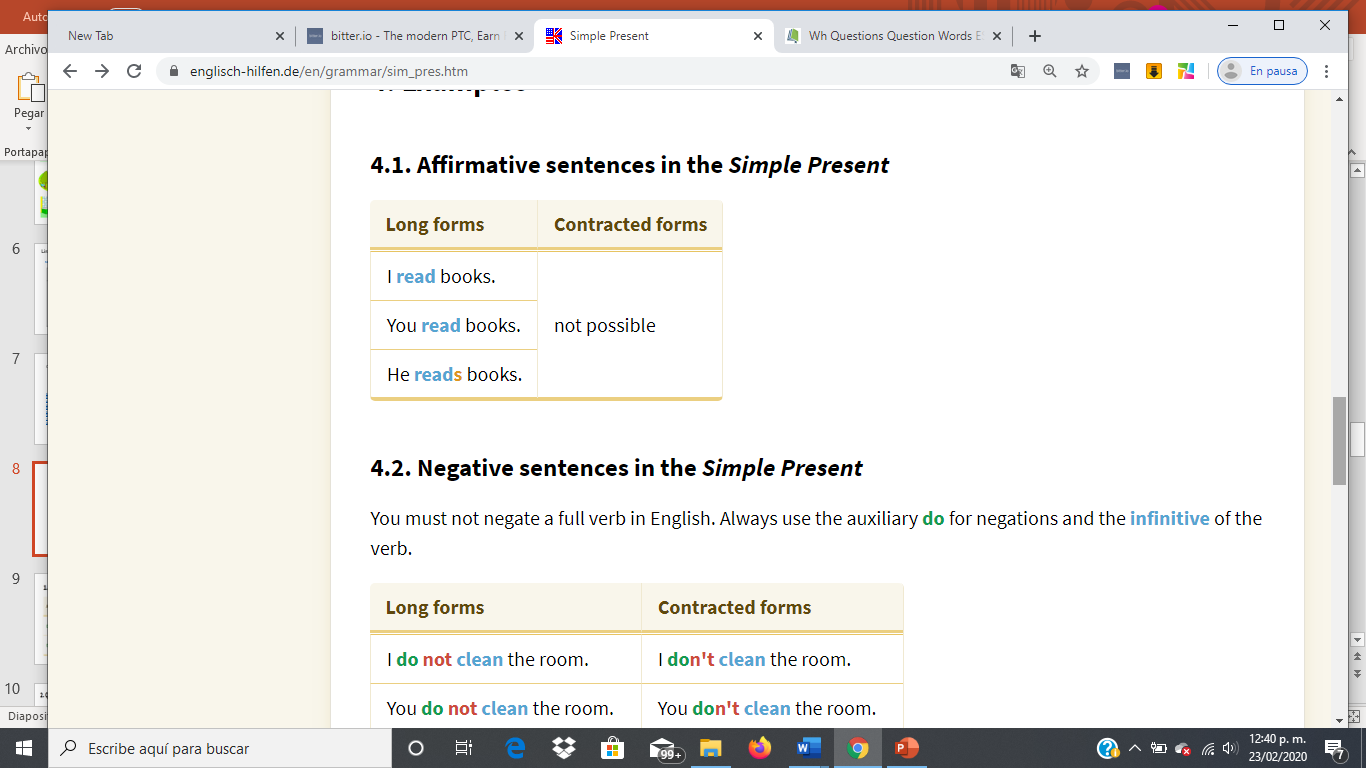 Auto
New Tab
bitter.io - The modern PTC, Earn
Simple Present
Wh Questions Question Words E
Archivo
englisch-hilfen.de/en/grammar/sim_pres.htm
En pausa
Pegar
Portapap
4.1. Affirmative sentences in the Simple Present
Long forms Contracted forms
I read books.
You read books. not possible
He reads books.
4.2. Negative sentences in the Simple Present
You must not negate a full verb in English. Always use the auxiliary do for negations and the infinitive of the
verb.
Long forms Contracted forms
I do not clean the room. I don't clean the room.
You do not clean the room. You don't clean the room.
6
7
8
9
10
Diaposi
Escribe aquí para buscar
99+
12:40 p. m.
23/02/2020
7